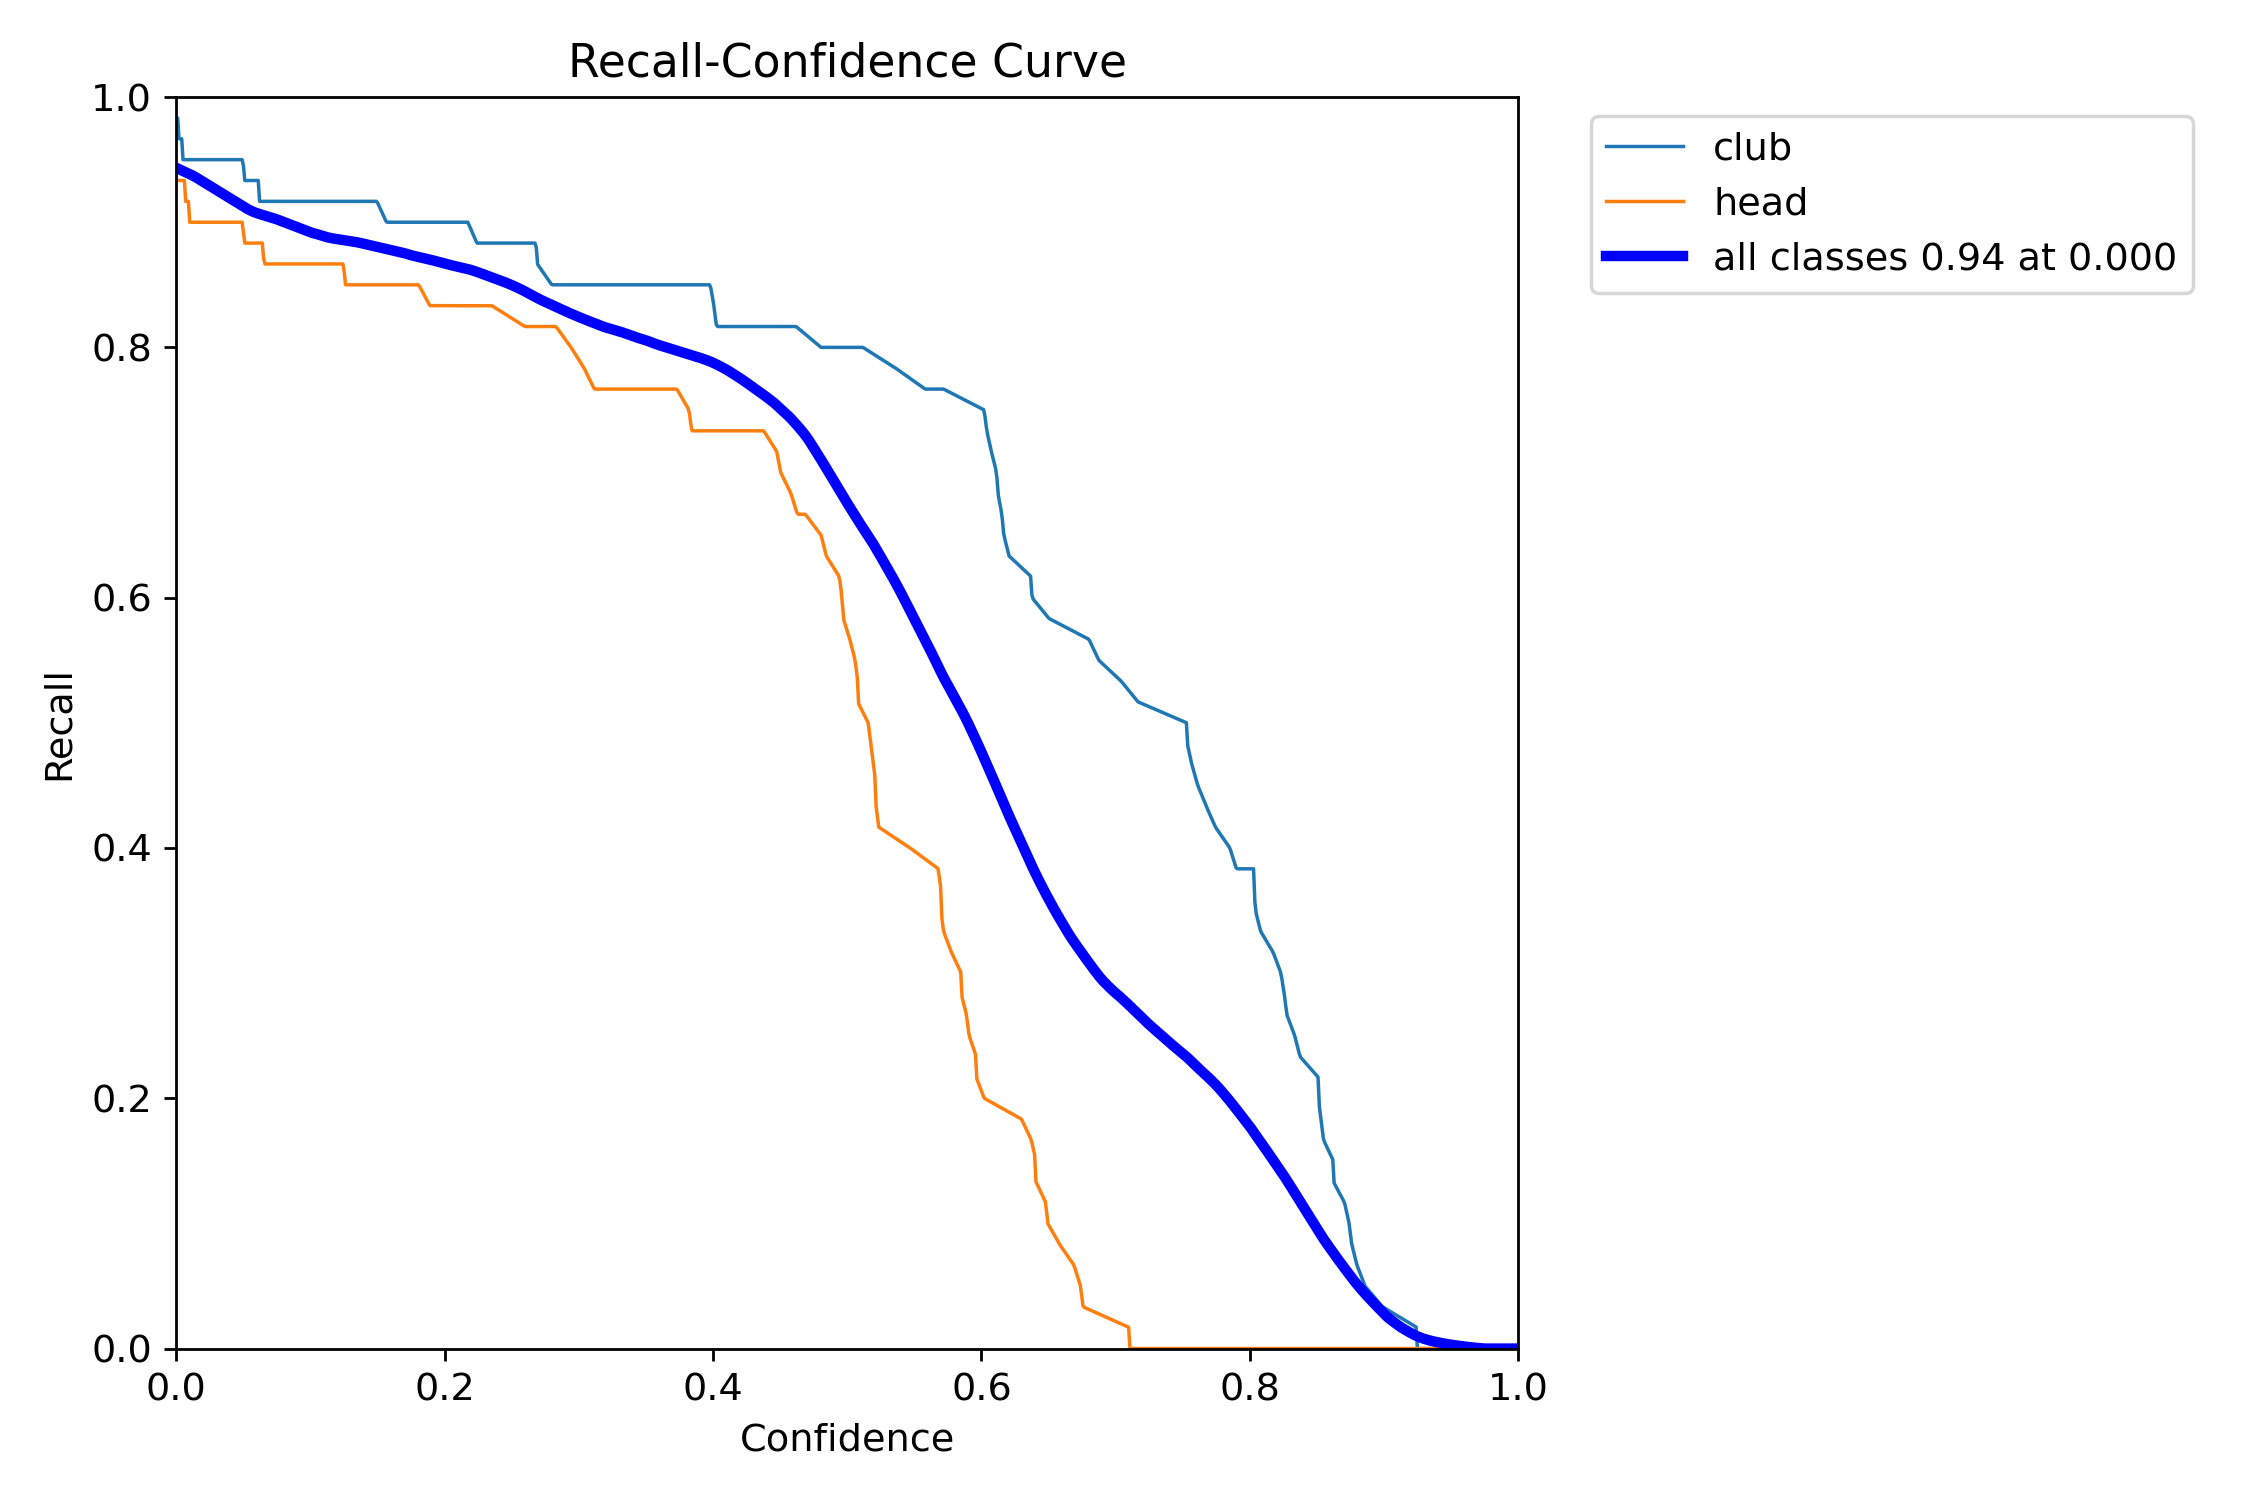 Recall-Confidence Curve
1.0
0.8
0.6
0.4
0.2
0.0
Recall
0.0 0.2 0.4 0.6 0.8 1.0
Confidence
club
head
all classes 0.94 at 0.000